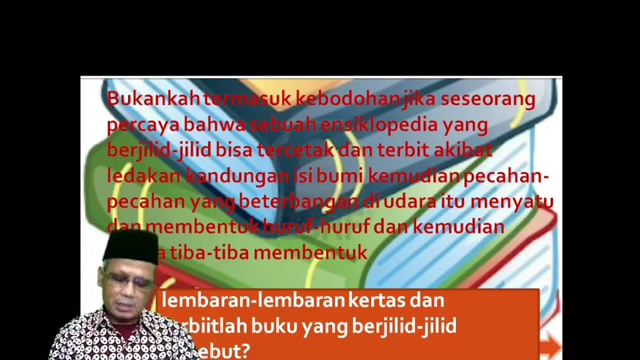 Bukankah termasuk kebodohan jika seseorang
percaya bahwa sebuah ensiklopedia yang
berjilid-jilid bisa tercetak dan terbit akibat
ledakan kandungan isi bumi kemudian pecahan-
pecahan yang beterbangan di udara itu menyatu
dan membentuk huruf-huruf dan kemudian
tiba-tiba membentuk
lembaran-lembaran kertas dan
buku yang berjilid-jilid